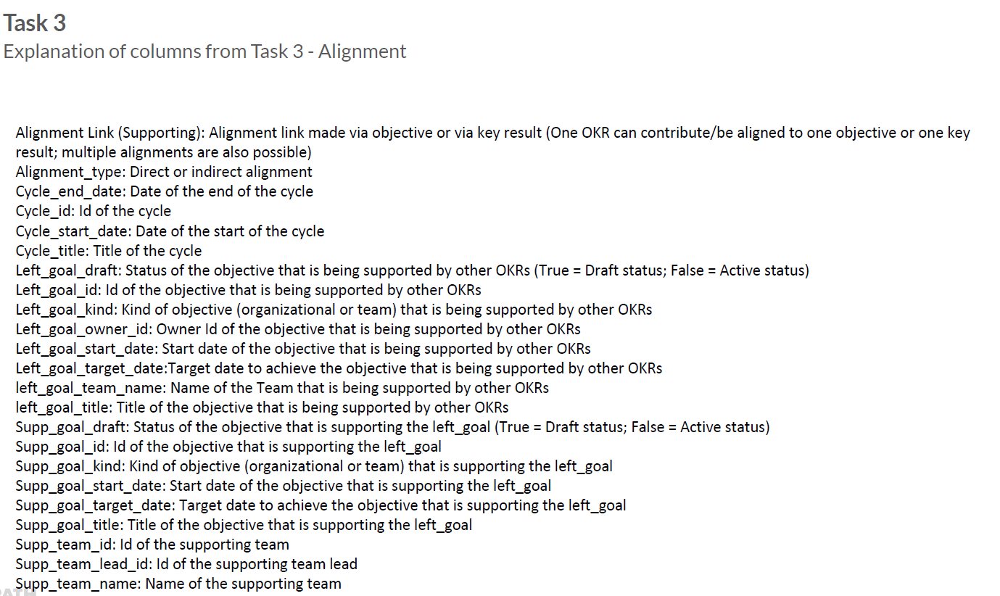 Task 3
Explanation of columns from Task 3 - Alignment
Alignment Link (Supporting): Alignment link made via objective or via key result (One OKR can contribute/be aligned to one objective or one key
result; multiple alignments are also possible)
Alignment_type: Direct or indirect alignment
Cycle_end_date: Date of the end of the cycle
Cycle_id: Id of the cycle
Cycle_start_date: Date of the start of the cycle
Cycle_title: Title of the cycle
Left_goal_draft: Status of the objective that is being supported by other OKRs (True = Draft status; False = Active status)
Left_goal_id: Id of the objective that is being supported by other OKRs
Left_goal_kind: Kind of objective (organizational or team) that is being supported by other OKRs
Left_goal_owner_id: Owner Id of the objective that is being supported by other OKRs
Left_goal_start_date: Start date of the objective that is being supported by other OKRs
Left_goal_target_date:Target date to achieve the objective that is being supported by other OKRs
left_goal_team_name: Name of the Team that is being supported by other OKRs
left_goal_title: Title of the objective that is being supported by other OKRs
Supp_goal_draft: Status of the objective that is supporting the left_goal (True = Draft status; False = Active status)
Supp_goal_id: Id of the objective that is supporting the left_goal
Supp_goal_kind: Kind of objective (organizational or team) that is supporting the left_goal
Supp_goal_start_date: Start date of the objective that is supporting the left_goal
Supp_goal_target_date: Target date to achieve the objective that is supporting the left_goal
Supp_goal_title: Title of the objective that is supporting the left_goal
Supp_team_id: Id of the supporting team
Supp_team_lead_id: Id of the supporting team lead
Supp_team_name: Name of the supporting team